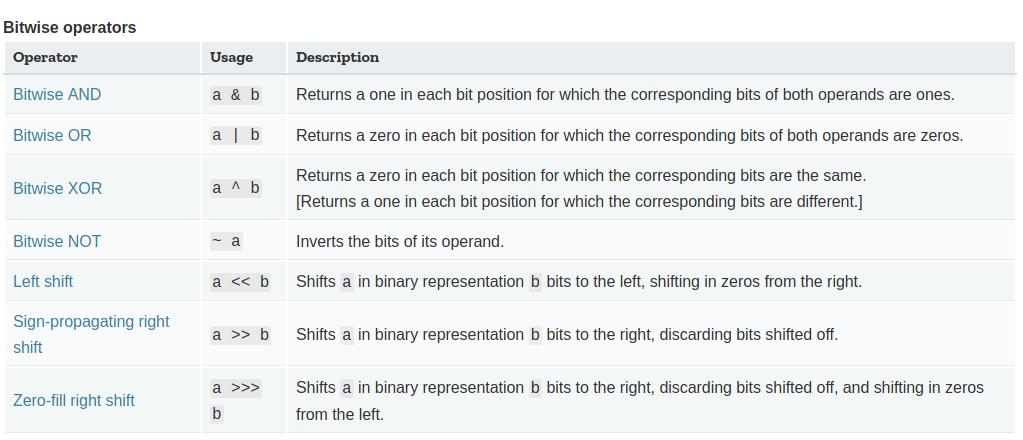 Bitwise operators
Operator Usage Description
Bitwise AND a & b Returns a one in each bit position for which the corresponding bits of both operands are ones.
Bitwise OR a | b Returns a zero in each bit position for which the corresponding bits of both operands are zeros.
Bitwise XOR a ^ b Returns a zero in each bit position for which the corresponding bits are the same.
[Returns a one in each bit position for which the corresponding bits are different.]
Bitwise NOT ~ a Inverts the bits of its operand.
Left shift a << b Shifts a in binary representation b bits to the left, shifting in zeros from the right.
Sign-propagating right
shift a >> b Shifts a in binary representation b bits to the right, discarding bits shifted off.
Zero-fill right shift a >>>
b Shifts a in binary representation b bits to the right, discarding bits shifted off, and shifting in zeros
from the left.